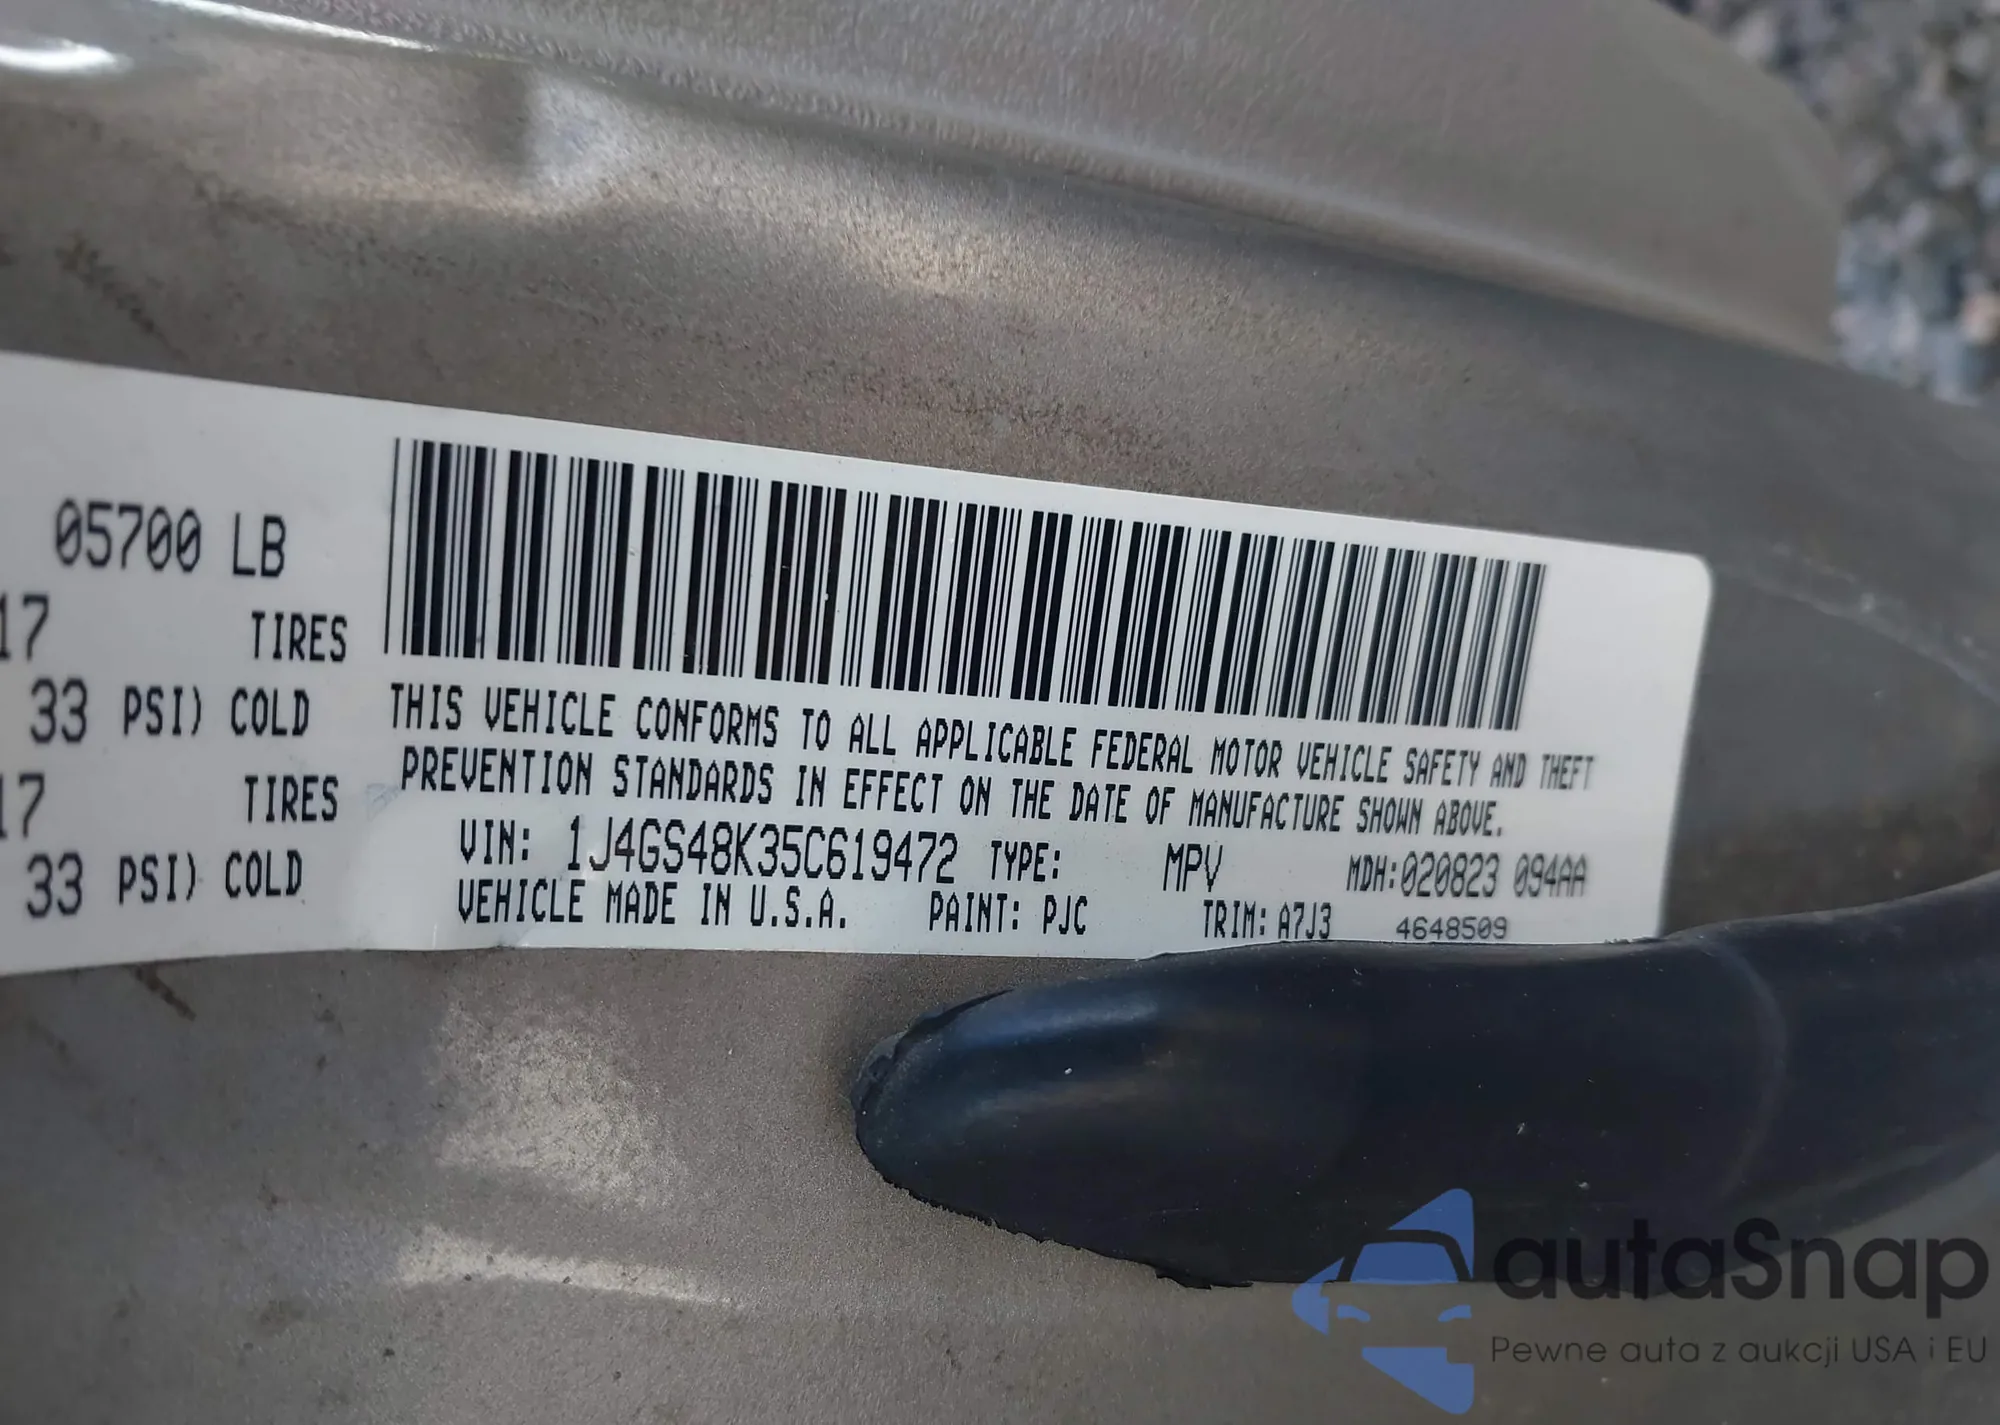 05700 LB
17 TIRES
33 PSI) COLD
17 TIRES
33 PSI) COLD
THIS VEHICLE CONFORMS TO ALL APPLICABLE FEDERAL MOTOR VEHICLE SAFETY AND THEFT
PREVENTION STANDARDS IN EFFECT ON THE DATE OF MANUFACTURE SHOWN ABOVE.
VIN: 1J4GS48K35C619472 TYPE: MPV MDH:020823 094AA
VEHICLE MADE IN U.S.A. PAINT: PJC TRIM: A7J3 4648509
autaSnap
Pewne auta z aukcji USA i EU